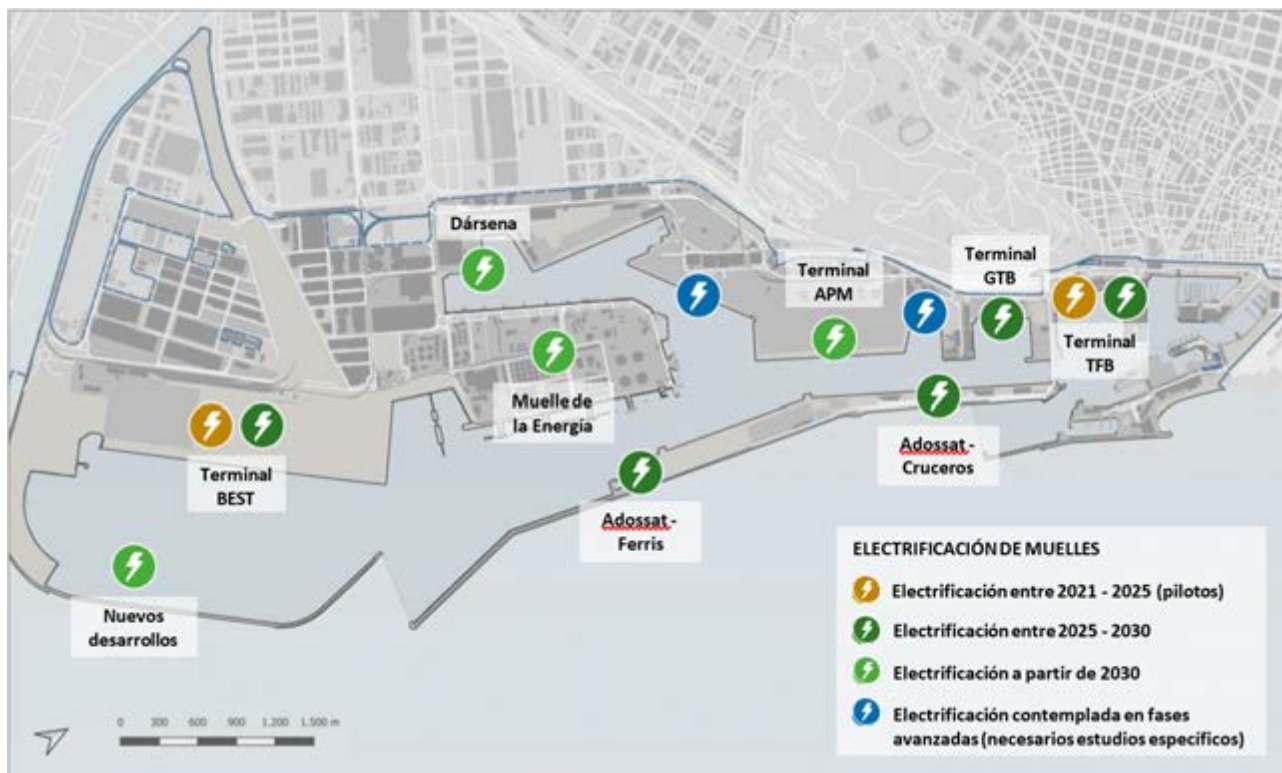 Dársena
Terminal
GTB
Terminal
APM
Terminal
TFB
Muelle de
la Energía
Adossat -
Cruceros
Terminal
BEST
Adossat -
Ferris
Nuevos
desarrollos
ELECTRIFICACIÓN DE MUELLES
Electrificación entre 2021 - 2025 (pilotos)
Electrificación entre 2025 - 2030
Electrificación a partir de 2030
Electrificación contemplada en fases
avanzadas (necesarios estudios específicos)
0 300 600 900 1.200 1.500 m